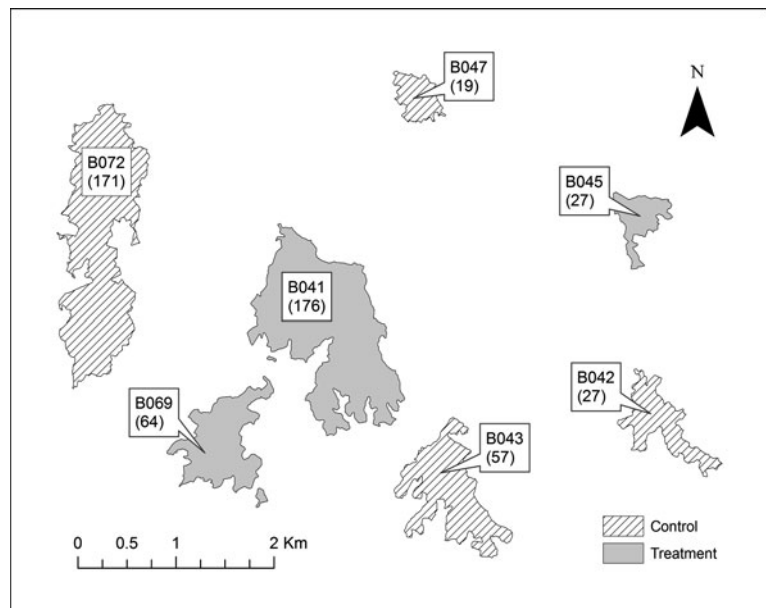 B047
(19)
N
B072
(171)
B045
(27)
B041
(176)
B042
(27)
B069
(64)
B043
(57)
Control
Treatment
0 0.5 1 2 Km